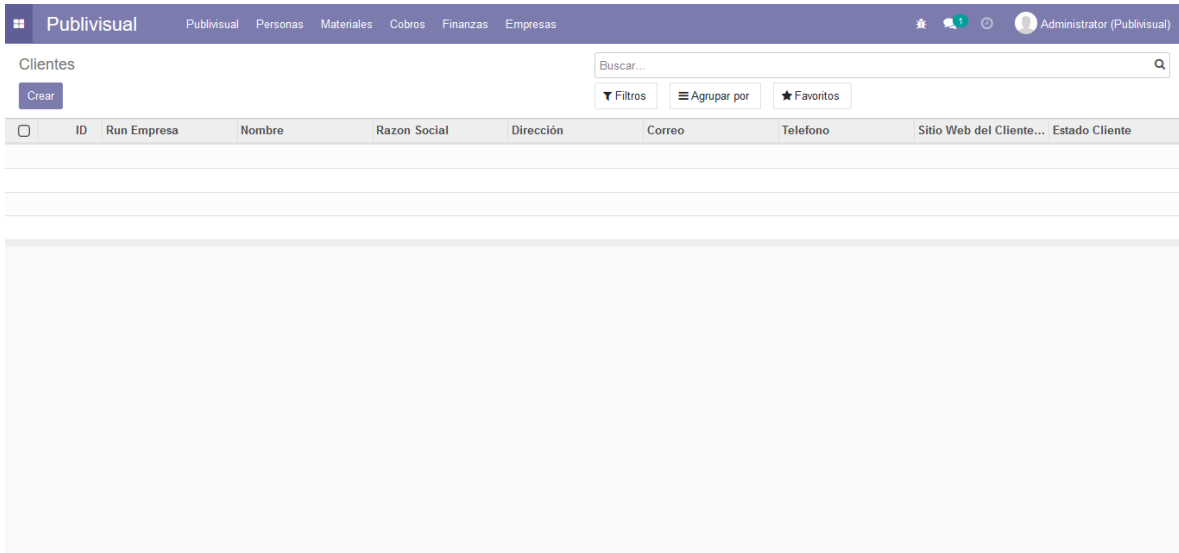 Publivisual Publivisual Personas Materiales Cobros Finanzas Empresas 1 Administrator (Publivisual)
Clientes Buscar...
Crear Filtros Agrupar por Favoritos
ID Run Empresa Nombre Razon Social Dirección Correo Telefono Sitio Web del Cliente... Estado Cliente